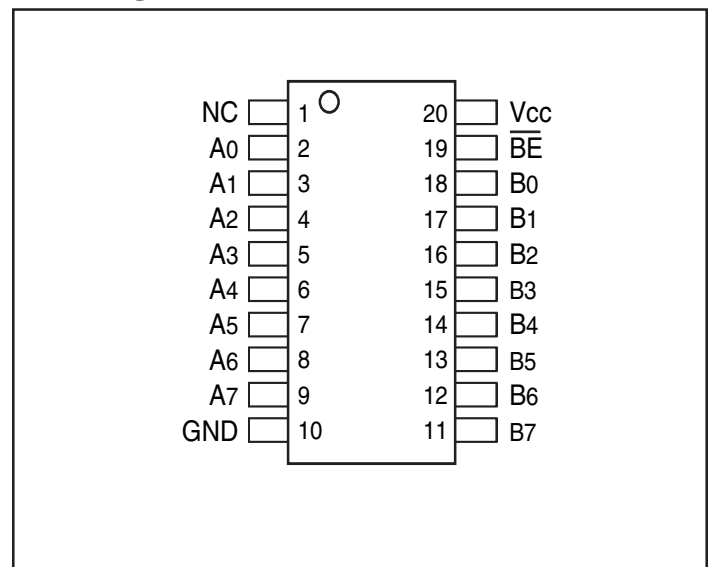 NC 1 20 Vcc
A0 2 19 B̅E̅
A1 3 18 B0
A2 4 17 B1
A3 5 16 B2
A4 6 15 B3
A5 7 14 B4
A6 8 13 B5
A7 9 12 B6
GND 10 11 B7